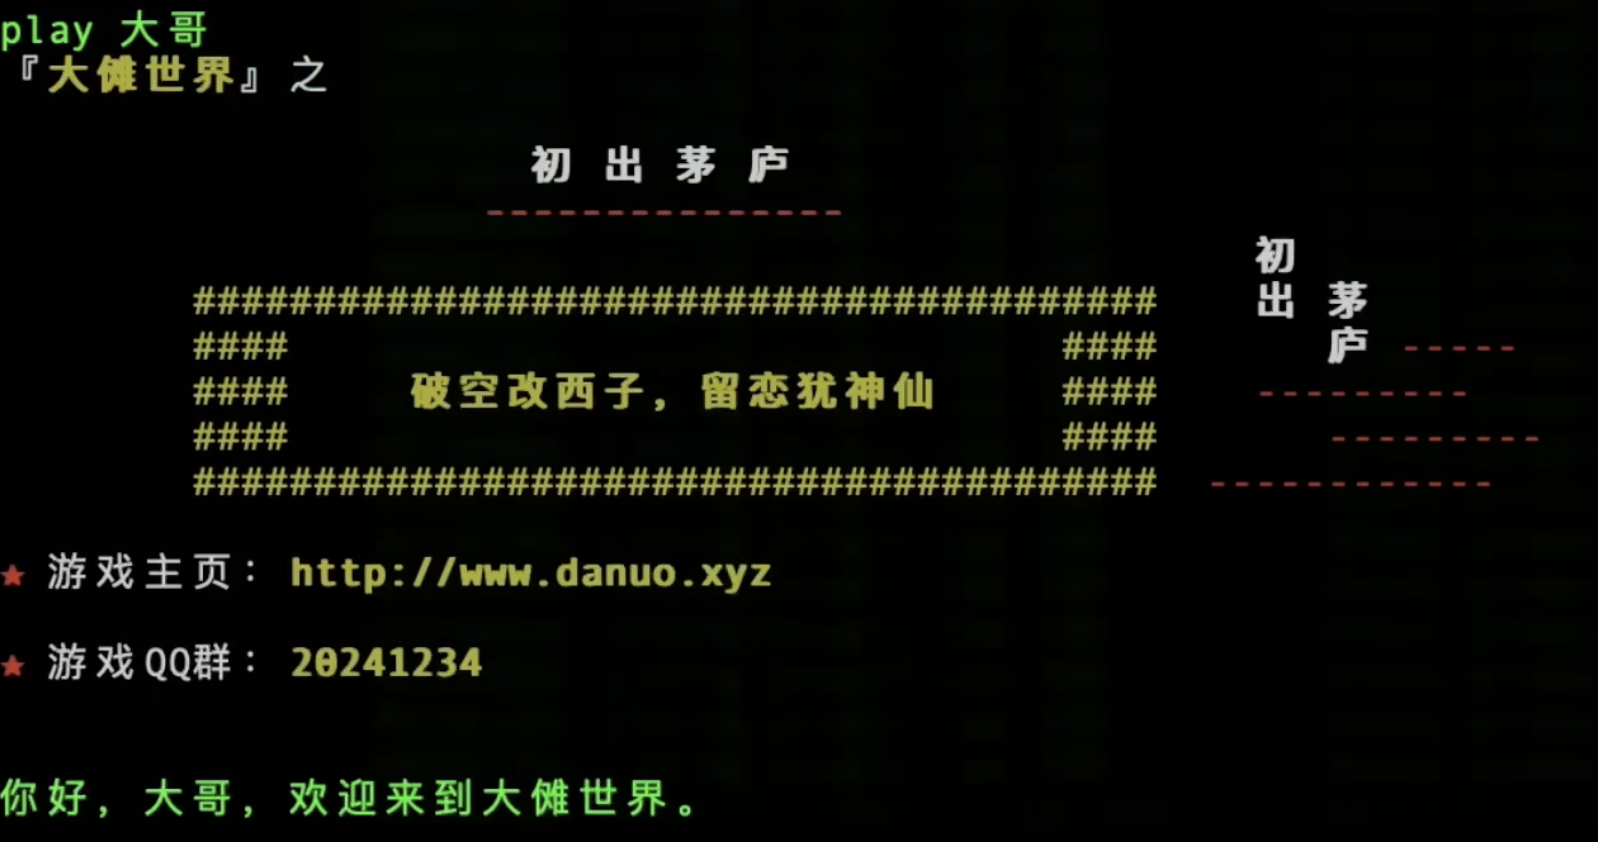 play 大哥
『大傩世界』之
初出茅庐
---------------
初
########################################
出 茅
####                                ####
庐 -----
####    破空改西子，留恋犹神仙    ####
---------
####                                ####
---------
########################################
------------
★ 游戏主页： http://www.danuo.xyz
★ 游戏QQ群： 20241234
你好，大哥，欢迎来到大傩世界。